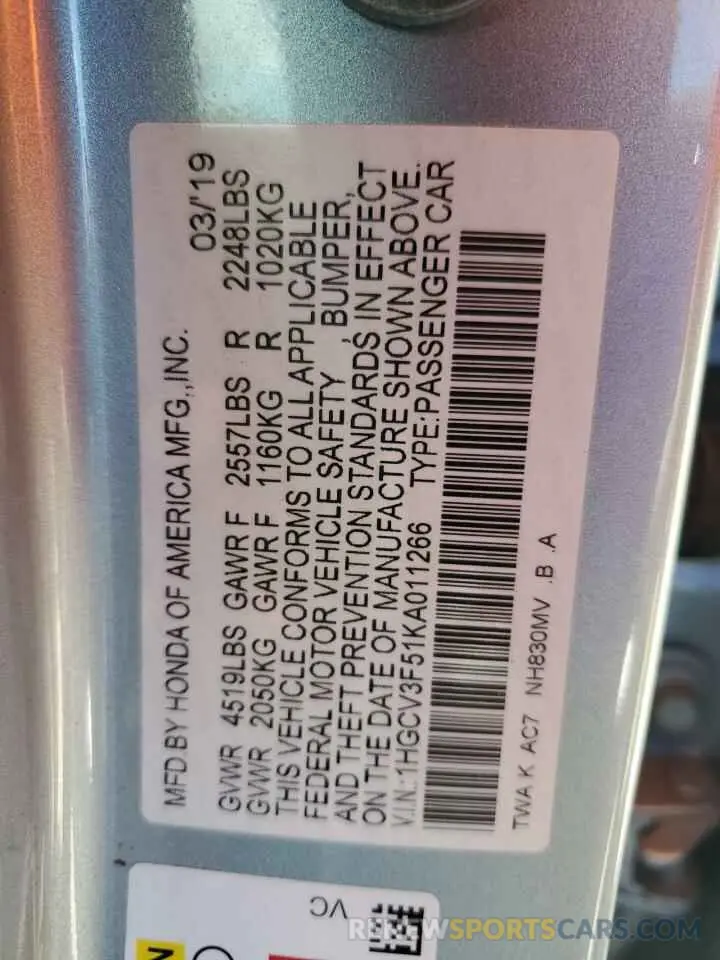 MFD.BY HONDA OF AMERICA MFG.,INC. 03/'19
GVWR 4519LBS GAWR F 2557LBS R 2248LBS
GVWR 2050KG GAWR F 1160KG R 1020KG
THIS VEHICLE CONFORMS TO ALL APPLICABLE
FEDERAL MOTOR VEHICLE SAFETY , BUMPER,
AND THEFT PREVENTION STANDARDS IN EFFECT
ON THE DATE OF MANUFACTURE SHOWN ABOVE.
V.I.N.:1HGCV3F51KA011266 TYPE:PASSENGER CAR
TWA K AC7 NH830MV .B .A
VC
REVIEWSPORTSCARS.COM